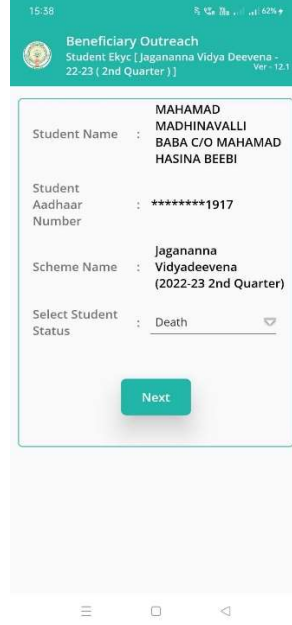 15:38
62%
Beneficiary Outreach
Student Ekyc [ Jagananna Vidya Deevena -
22-23 ( 2nd Quarter ) ]
Ver - 12.1
Student Name : MAHAMAD
MADHINAVALLI
BABA C/O MAHAMAD
HASINA BEEBI
Student
Aadhaar
Number : ********1917
Scheme Name : Jagananna
Vidyadeevena
(2022-23 2nd Quarter)
Select Student
Status : Death
Next